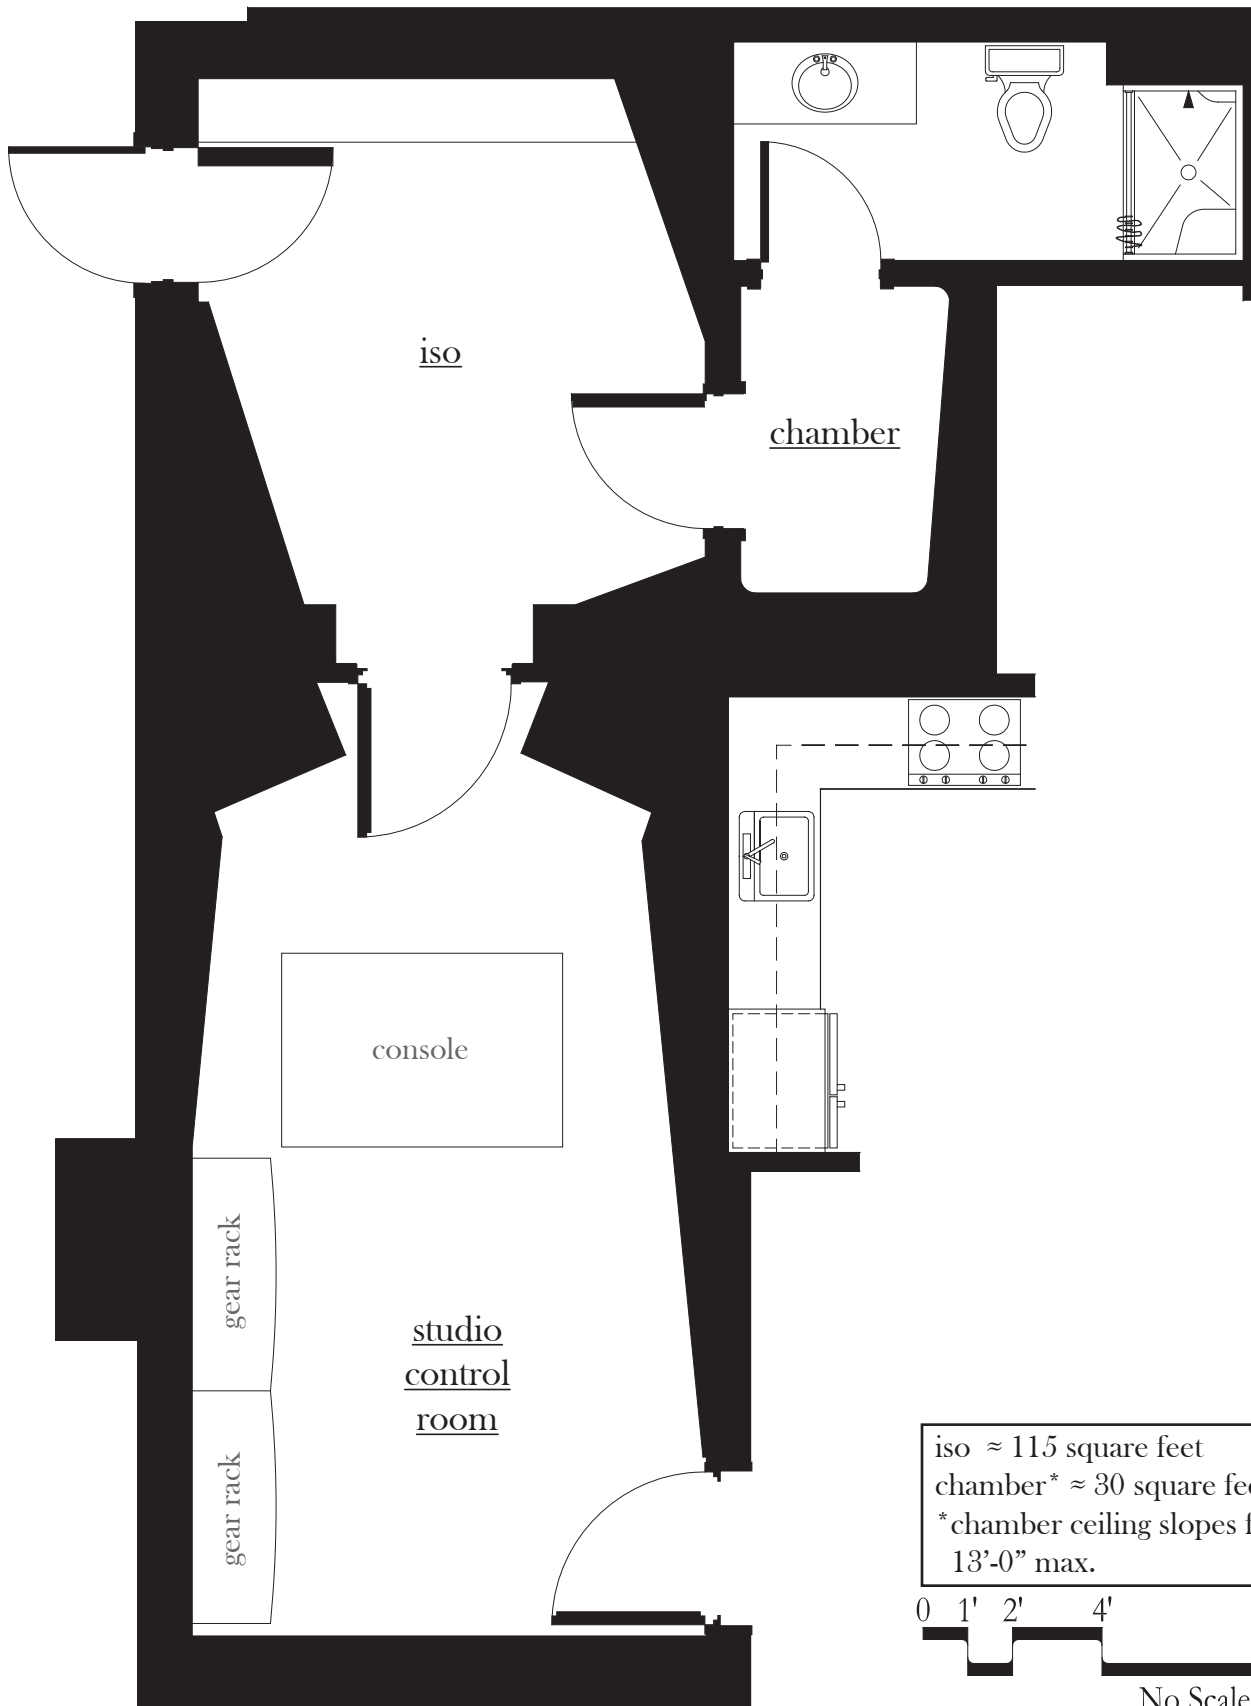 iso
chamber
console
gear rack
studio
control
room
gear rack
iso ≈ 115 square feet
chamber* ≈ 30 square
*chamber ceiling slopes
13’-0” max.
0 1' 2' 4'
No Scale